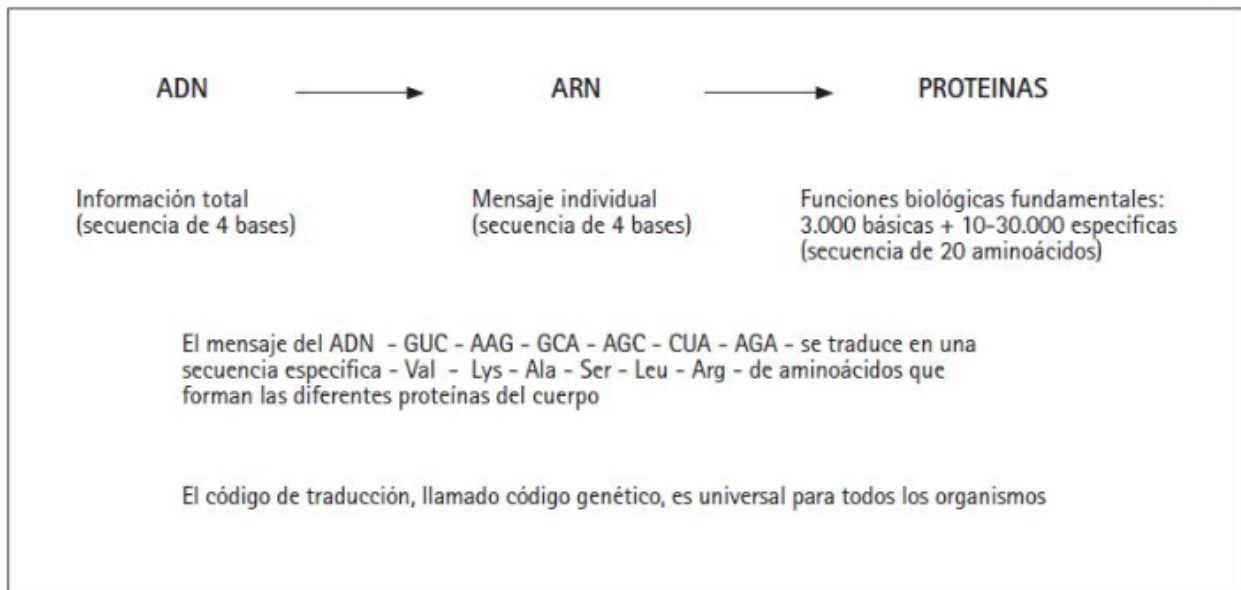 ADN ARN PROTEINAS
Información total Mensaje individual Funciones biológicas fundamentales:
(secuencia de 4 bases) (secuencia de 4 bases) 3.000 básicas + 10-30.000 específicas
(secuencia de 20 aminoácidos)
El mensaje del ADN - GUC - AAG - GCA - AGC - CUA - AGA - se traduce en una
secuencia específica - Val - Lys - Ala - Ser - Leu - Arg - de aminoácidos que
forman las diferentes proteínas del cuerpo
El código de traducción, llamado código genético, es universal para todos los organismos